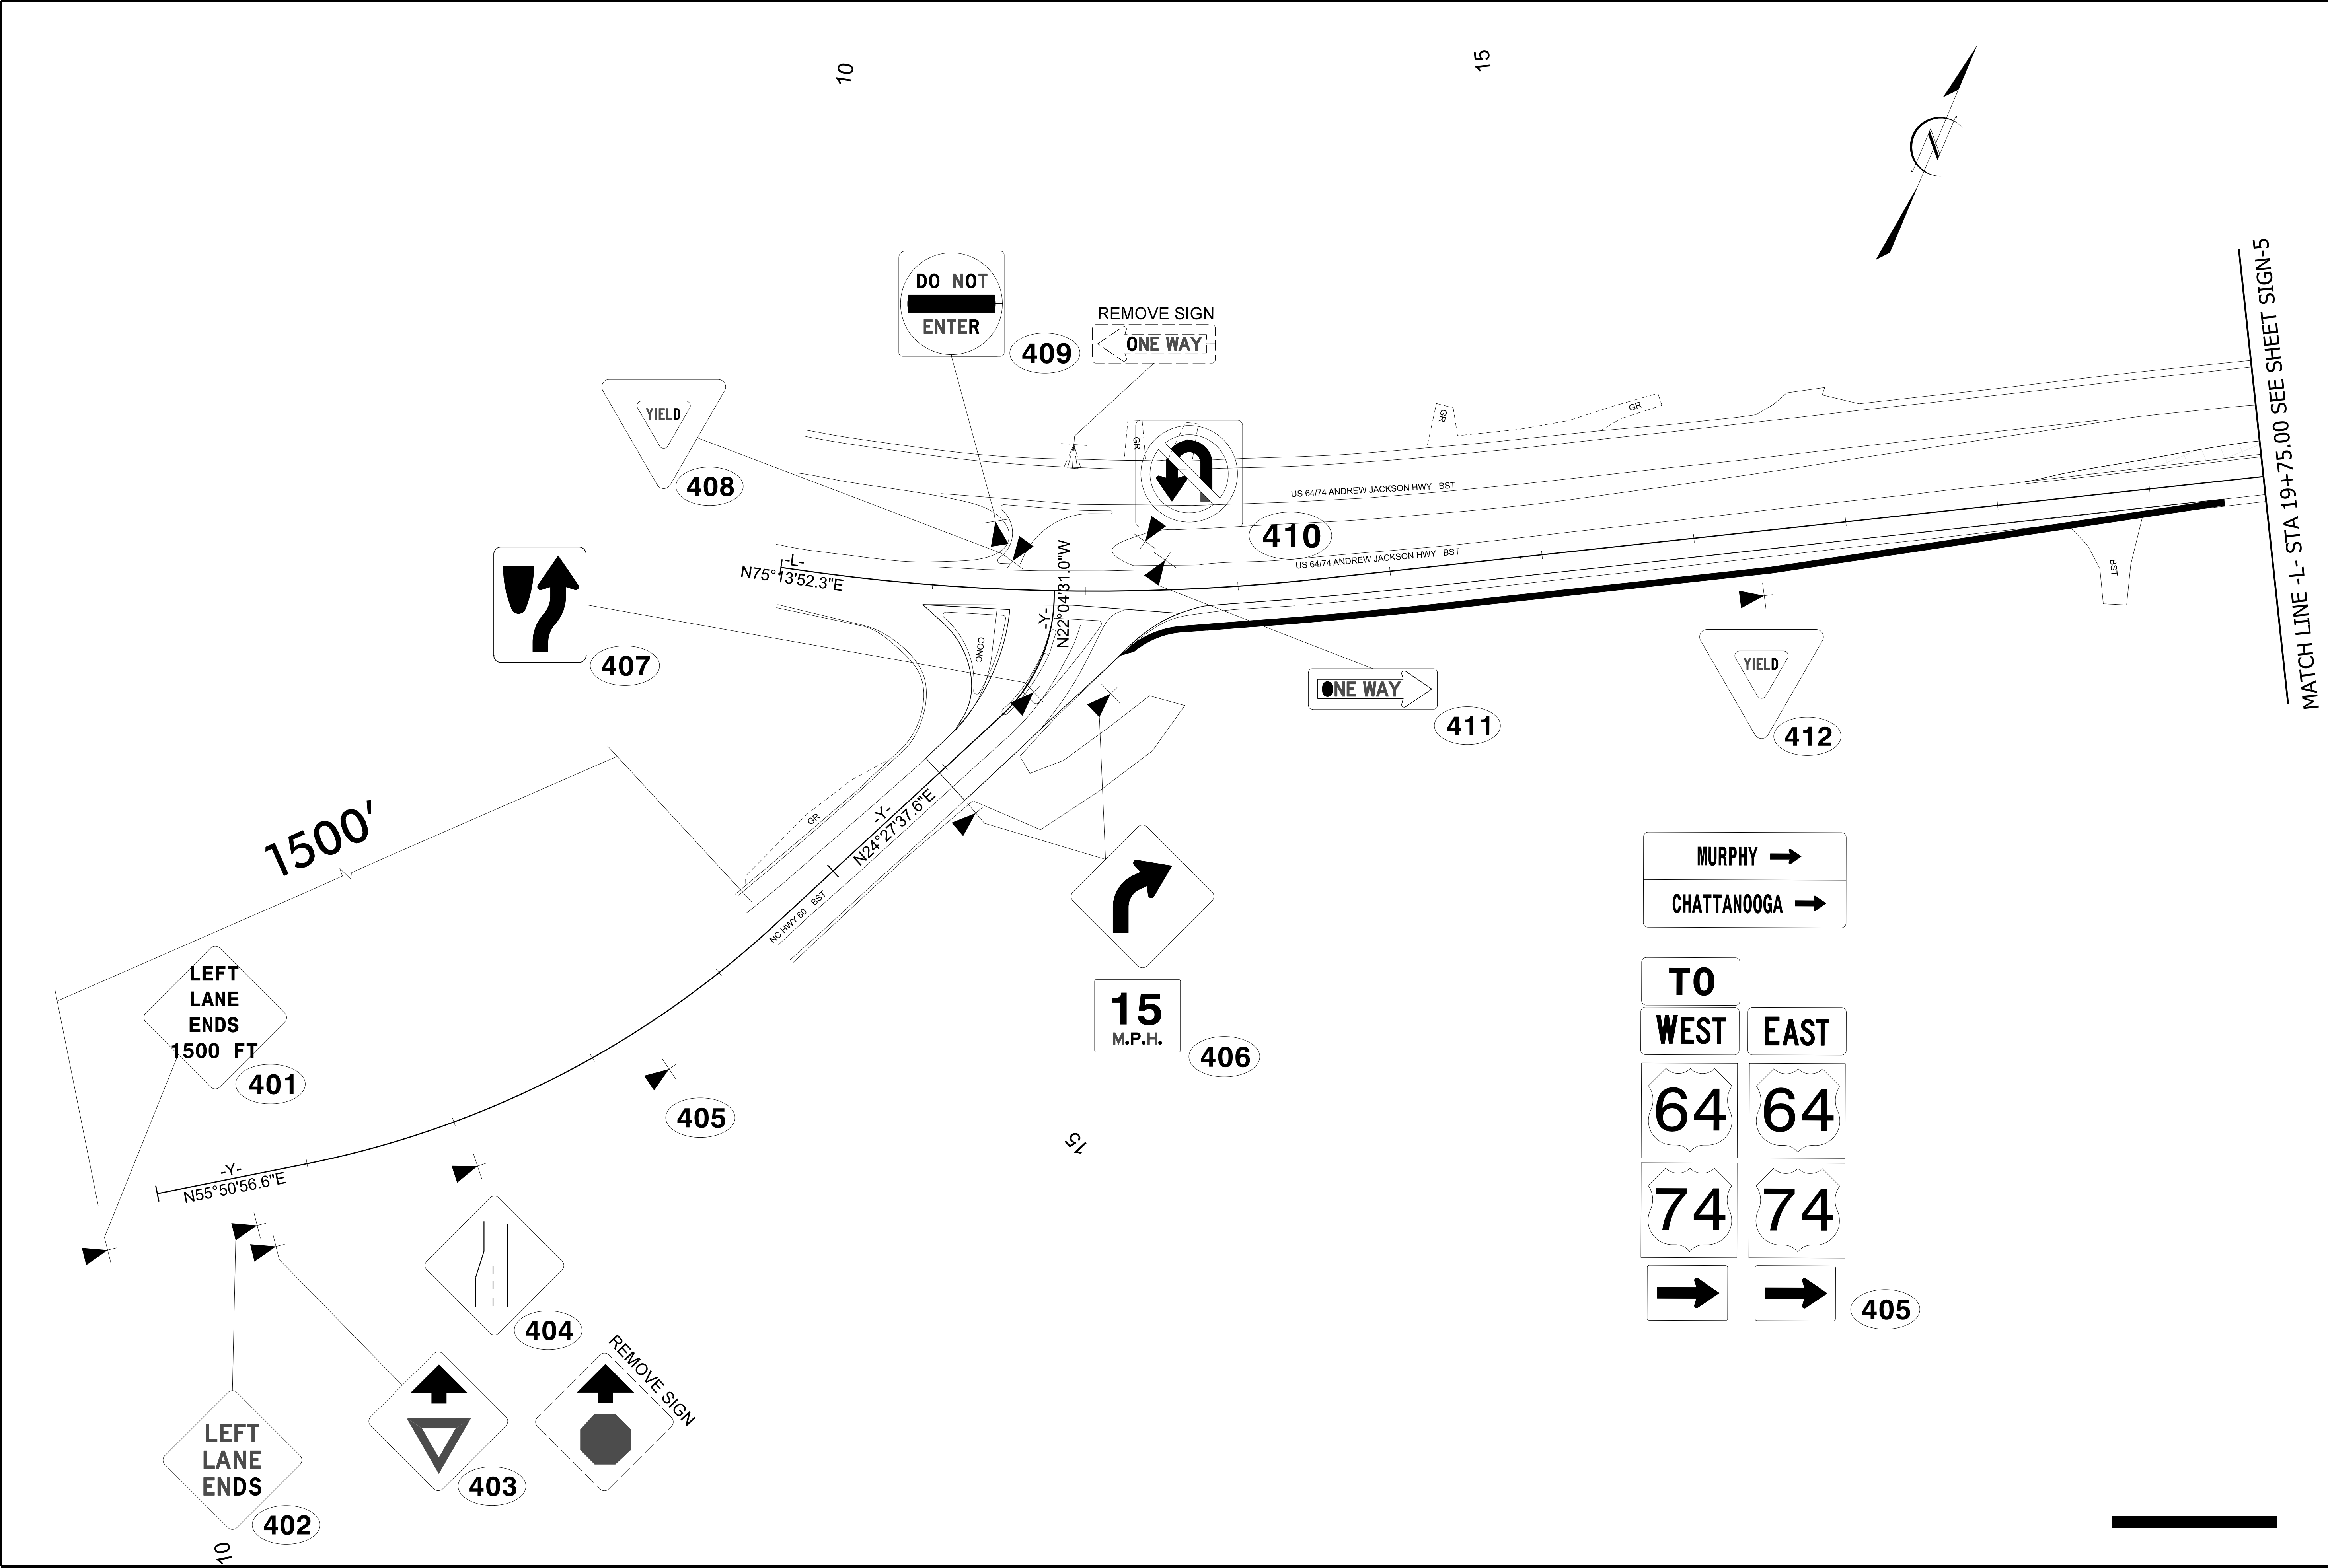 10
15
N
DO NOT
ENTER
409
REMOVE SIGN
ONE WAY
YIELD
408
GR
GR
GR
410
US 64/74 ANDREW JACKSON HWY BST
US 64/74 ANDREW JACKSON HWY BST
MATCH LINE -L- STA 19+75.00 SEE SHEET SIGN-5
-L-
N75°13'52.3"E
-Y-
N22°04'31.0"W
BST
CONC
407
ONE WAY
411
YIELD
412
1500'
GR
-Y-
N24°27'37.6"E
NC HWY 60 BST
MURPHY
CHATTANOOGA
LEFT
LANE
ENDS
1500 FT
401
15
M.P.H.
406
TO
WEST EAST
64 64
74 74
405
405
15
-Y-
N55°50'56.6"E
404
REMOVE SIGN
403
LEFT
LANE
ENDS
402
10